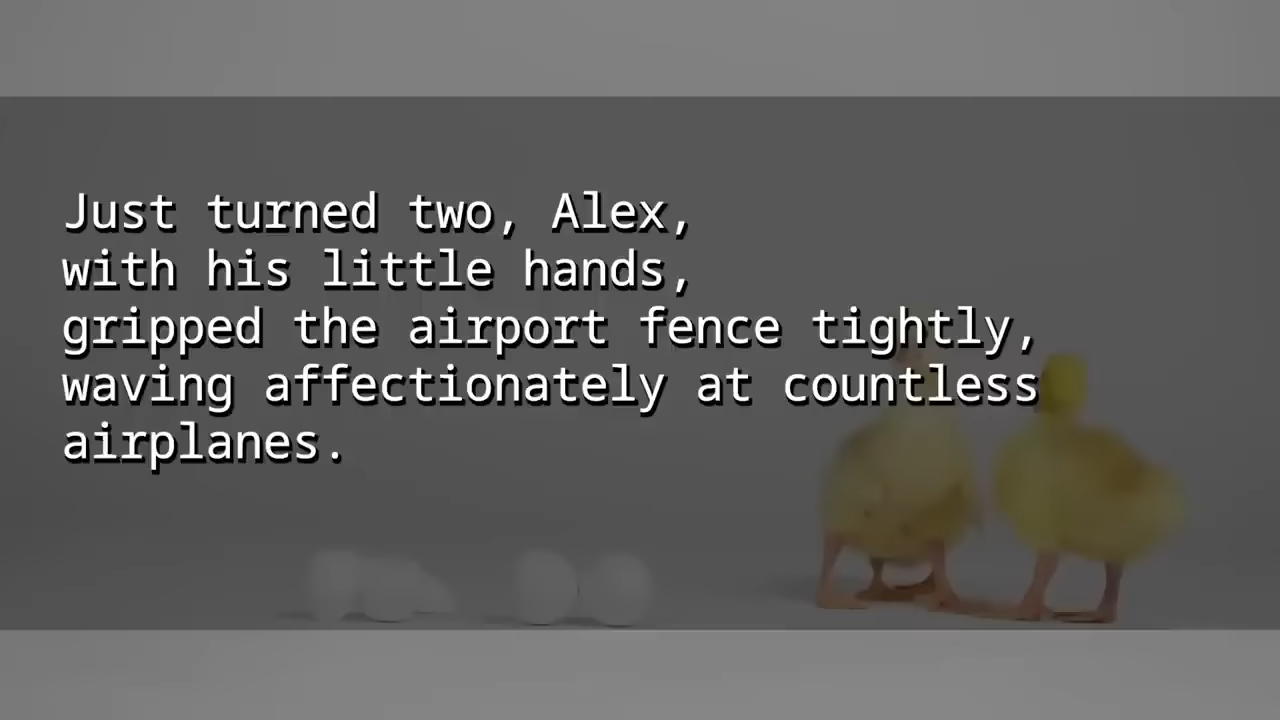 Just turned two, Alex,
with his little hands,
gripped the airport fence tightly,
waving affectionately at countless
airplanes.